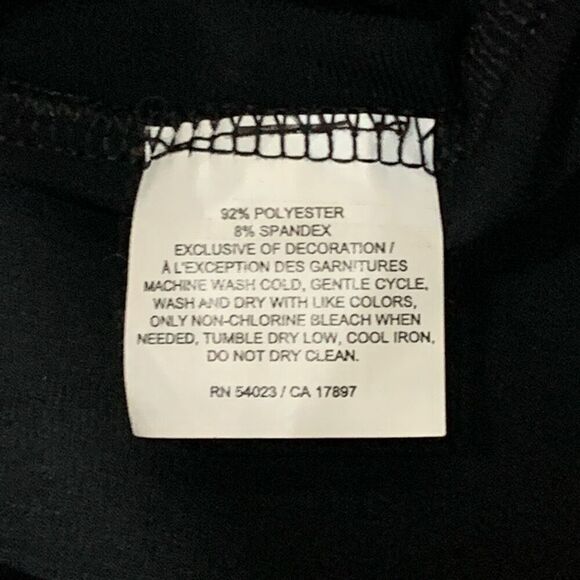 92% POLYESTER
8% SPANDEX
EXCLUSIVE OF DECORATION /
À L'EXCEPTION DES GARNITURES
MACHINE WASH COLD, GENTLE CYCLE,
WASH AND DRY WITH LIKE COLORS,
ONLY NON-CHLORINE BLEACH WHEN
NEEDED, TUMBLE DRY LOW, COOL IRON,
DO NOT DRY CLEAN.
RN 54023 / CA 17897